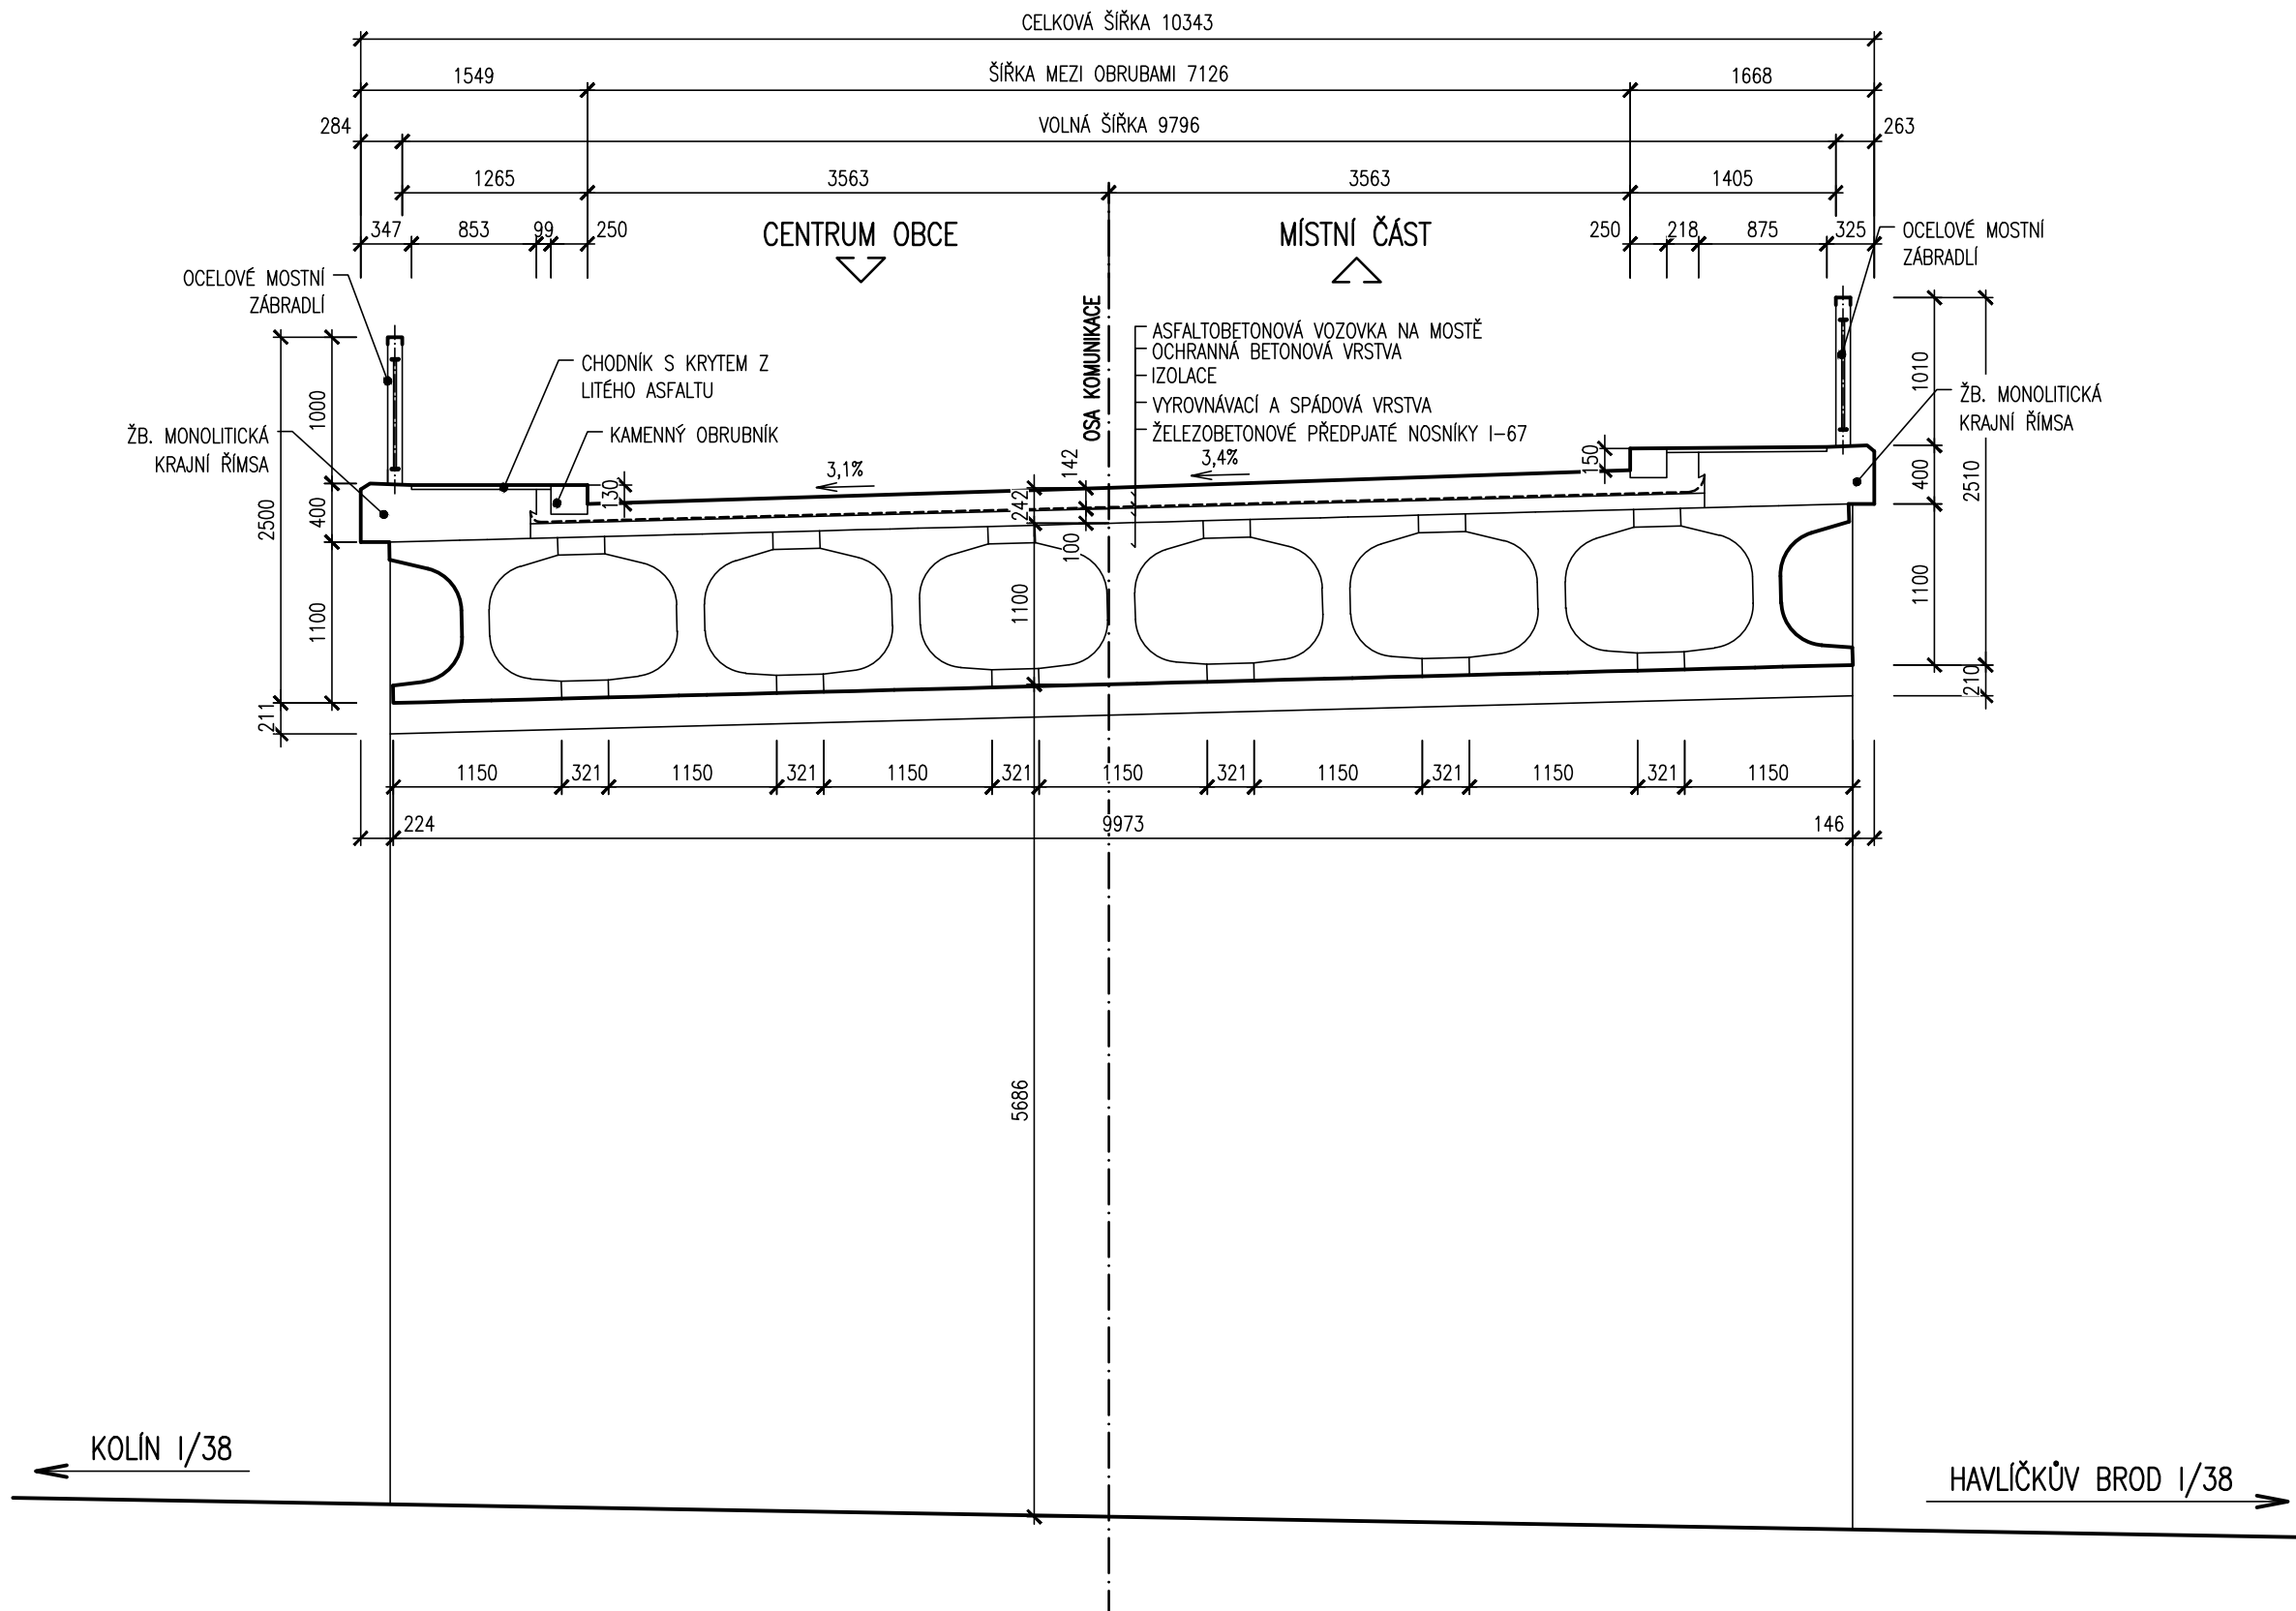 CELKOVÁ ŠÍŘKA 10343
1549
ŠÍŘKA MEZI OBRUBAMI 7126
1668
284
VOLNÁ ŠÍŘKA 9796
263
1265
3563
3563
1405
347
853
99
250
CENTRUM OBCE
MÍSTNÍ ČÁST
250
218
875
325
OCELOVÉ MOSTNÍ
ZÁBRADLÍ
OCELOVÉ MOSTNÍ
ZÁBRADLÍ
OSA KOMUNIKACE
ASFALTOBETONOVÁ VOZOVKA NA MOSTĚ
OCHRANNÁ BETONOVÁ VRSTVA
IZOLACE
VYROVNÁVACÍ A SPÁDOVÁ VRSTVA
ŽELEZOBETONOVÉ PŘEDPJATÉ NOSNÍKY I-67
CHODNÍK S KRYTEM Z
LITÉHO ASFALTU
KAMENNÝ OBRUBNÍK
ŽB. MONOLITICKÁ
KRAJNÍ ŘÍMSA
ŽB. MONOLITICKÁ
KRAJNÍ ŘÍMSA
1000
400
1100
2500
211
130
3,1%
142
242
100
1100
3,4%
150
1010
400
1100
2510
210
1150
321
1150
321
1150
321
1150
321
1150
321
1150
321
1150
224
9973
146
5686
KOLÍN I/38
HAVLÍČKŮV BROD I/38